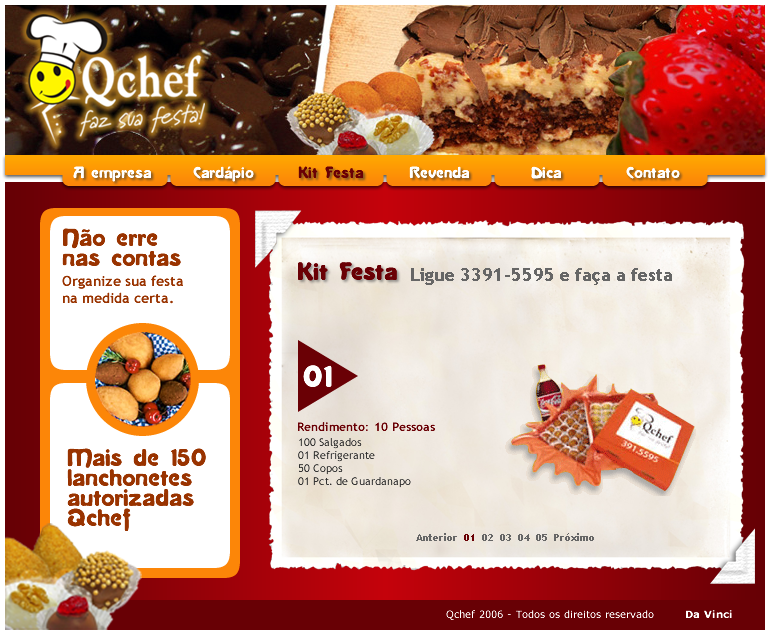 Qchef
faz sua festa!
A empresa
Cardápio
Kit Festa
Revenda
Dica
Contato
Não erre
nas contas
Organize sua festa
na medida certa.
Mais de 150
lanchonetes
autorizadas
Qchef
Kit Festa Ligue 3391-5595 e faça a festa
01
Rendimento: 10 Pessoas
100 Salgados
01 Refrigerante
50 Copos
01 Pct. de Guardanapo
Qchef
391.5595
Anterior 01 02 03 04 05 Próximo
Qchef 2006 - Todos os direitos reservado
Da Vinci